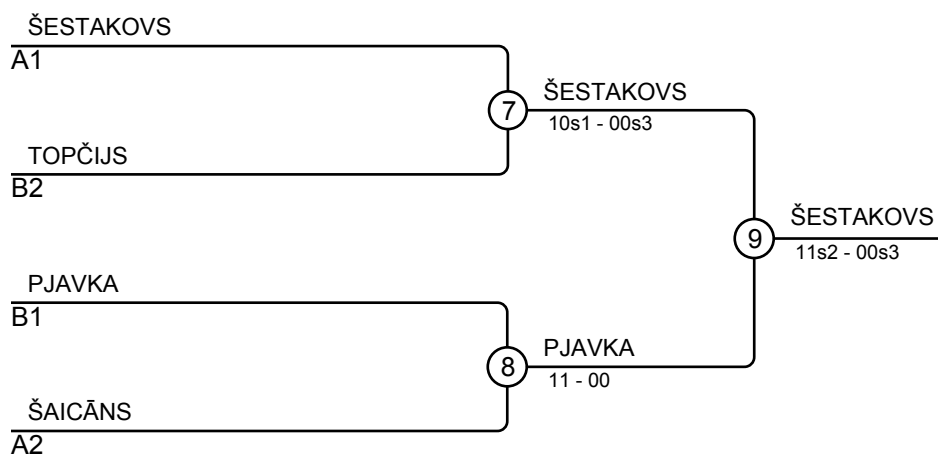 ŠESTAKOVS
A1
7
ŠESTAKOVS
10s1 - 00s3
TOPČIJS
B2
9
ŠESTAKOVS
11s2 - 00s3
PJAVKA
B1
8
PJAVKA
11 - 00
ŠAICĀNS
A2